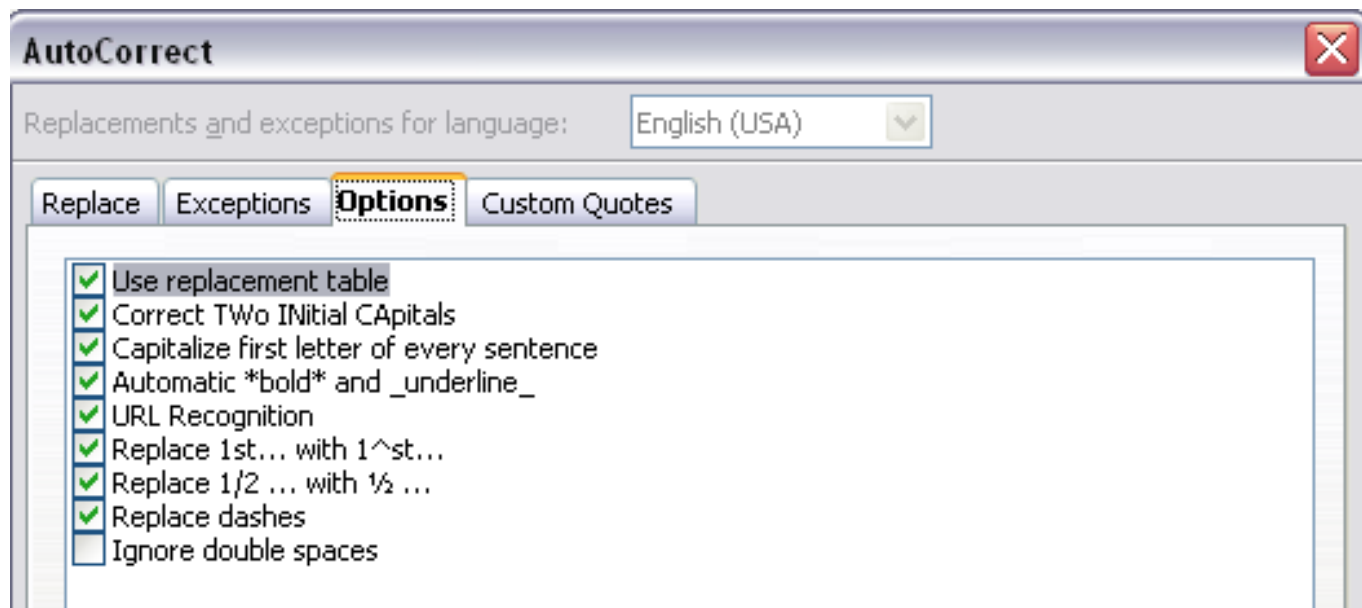 AutoCorrect
Replacements and exceptions for language: English (USA)
Replace Exceptions Options Custom Quotes
Use replacement table
Correct TWo INitial CApitals
Capitalize first letter of every sentence
Automatic *bold* and _underline_
URL Recognition
Replace 1st... with 1^st...
Replace 1/2 ... with ½ ...
Replace dashes
Ignore double spaces